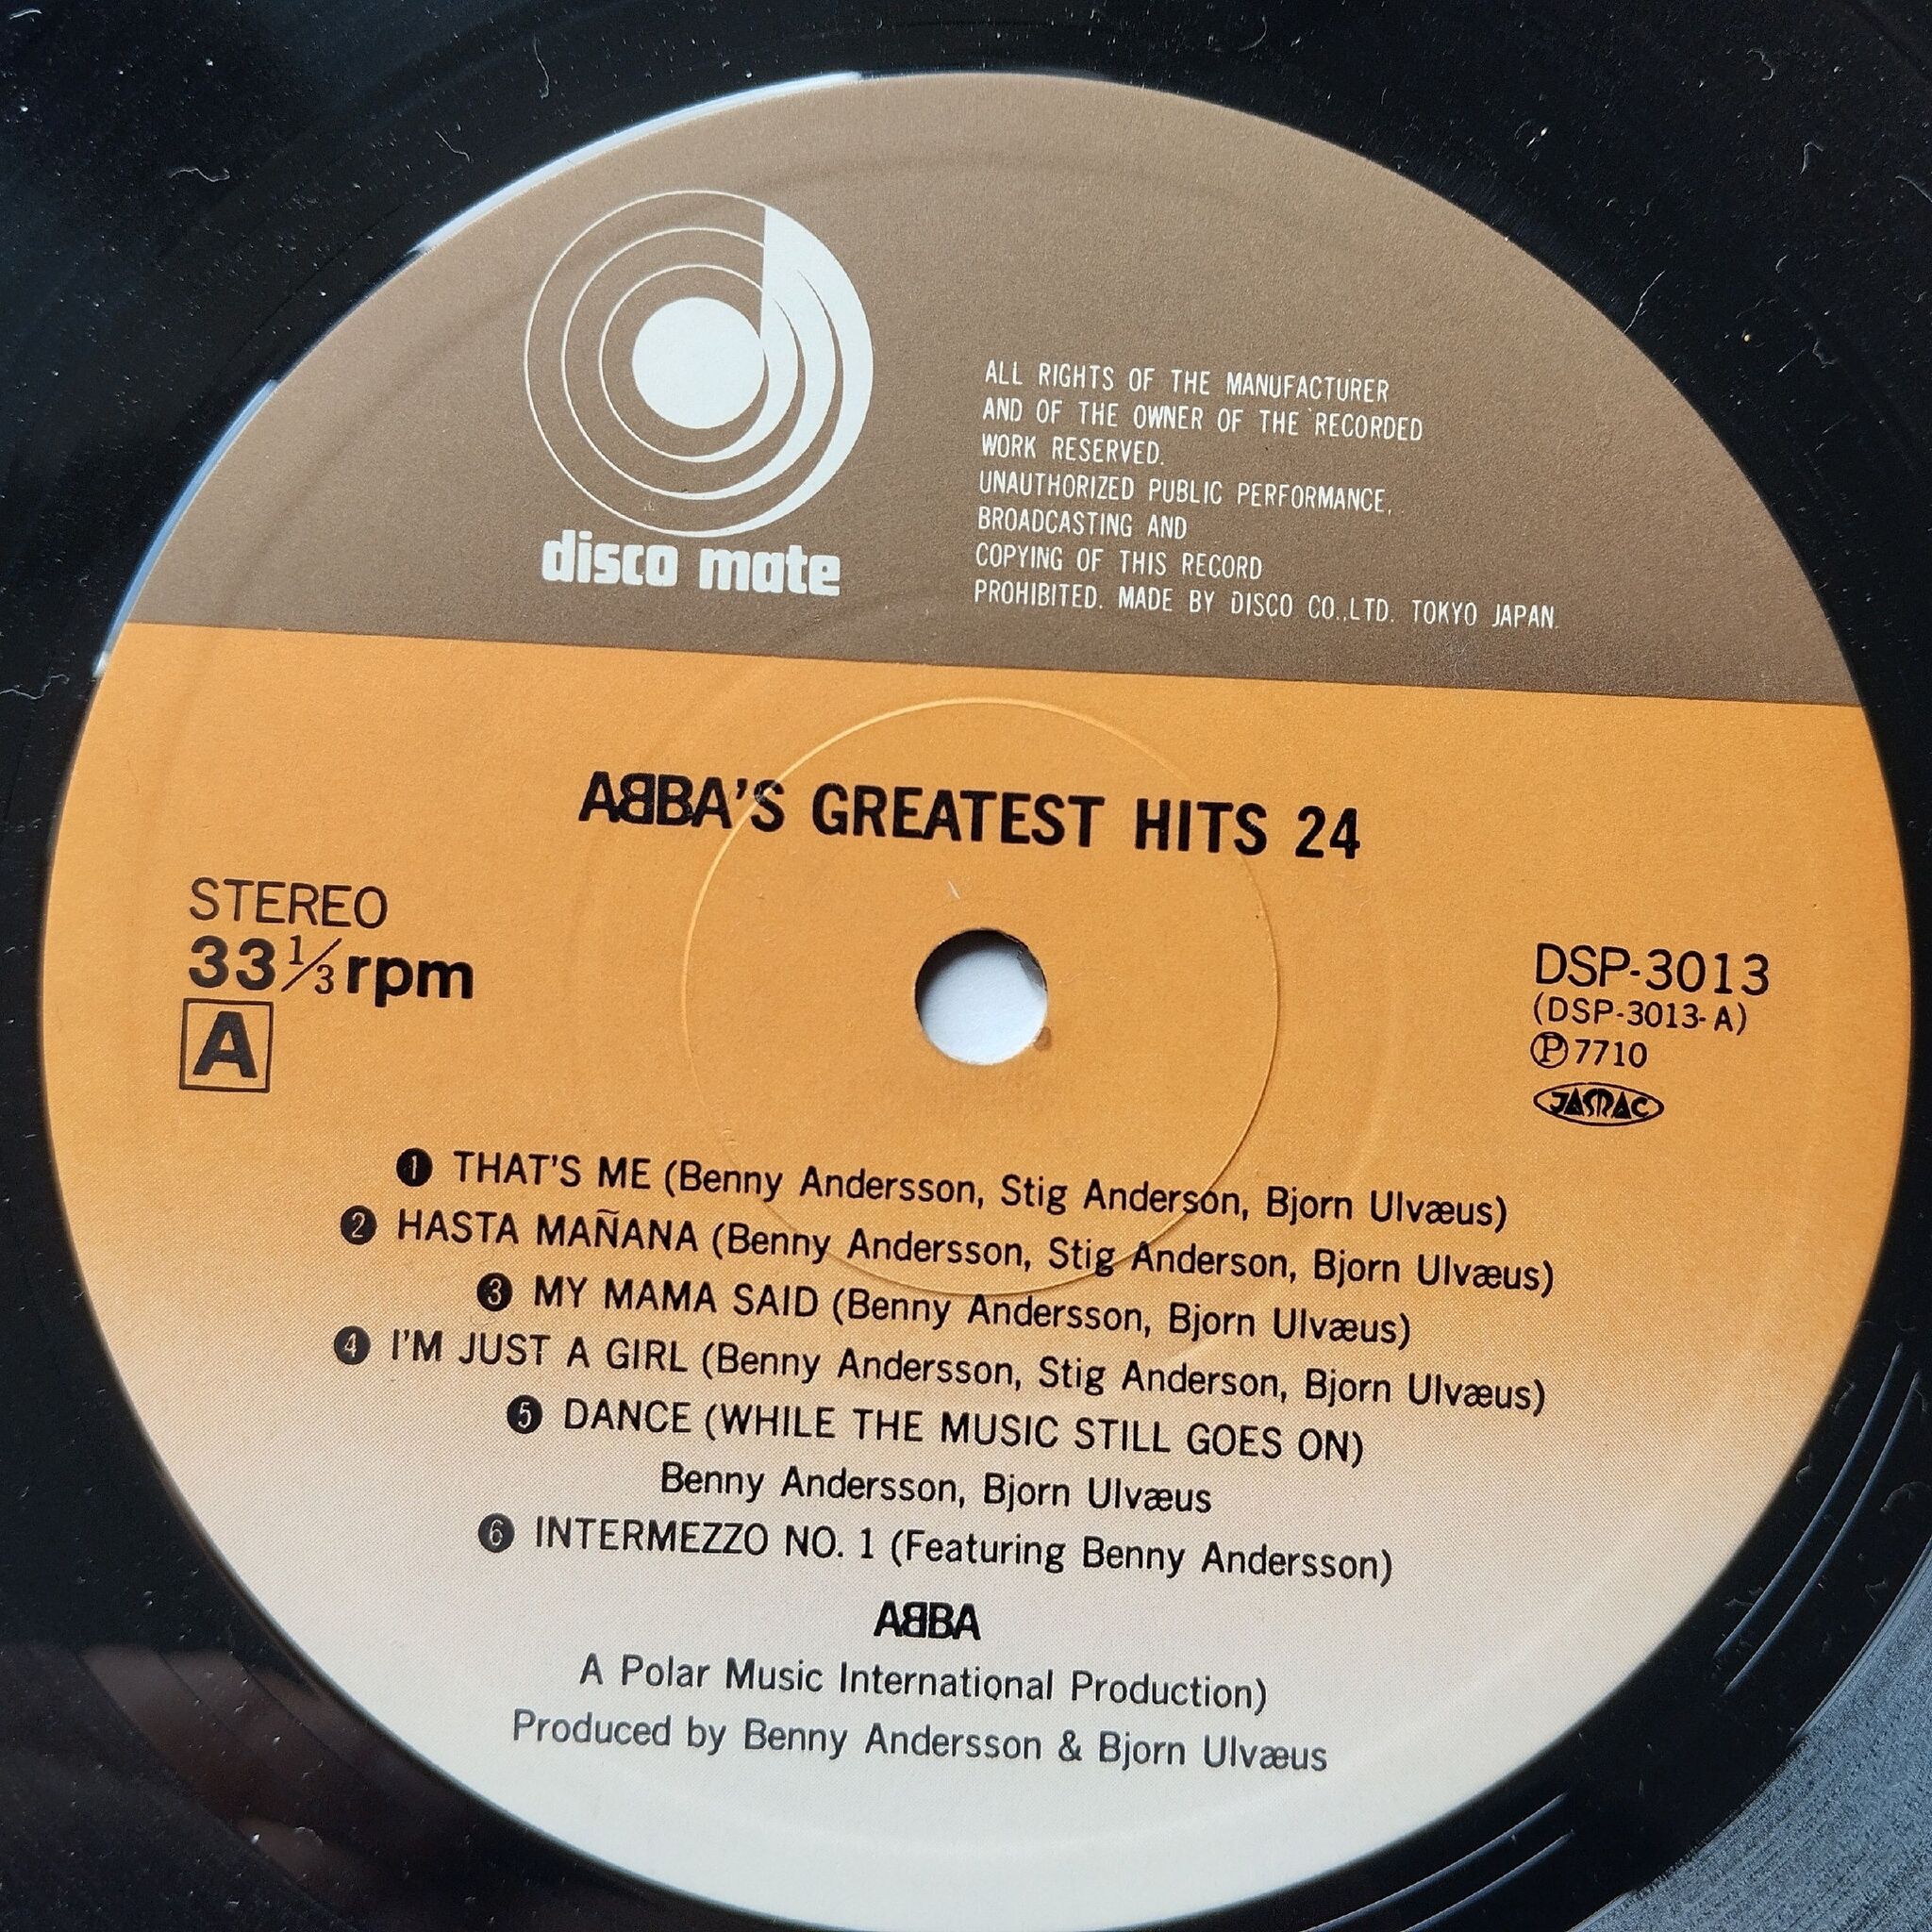 disco mate
ALL RIGHTS OF THE MANUFACTURER
AND OF THE OWNER OF THE RECORDED
WORK RESERVED.
UNAUTHORIZED PUBLIC PERFORMANCE,
BROADCASTING AND
COPYING OF THIS RECORD
PROHIBITED. MADE BY DISCO CO.,LTD. TOKYO JAPAN.
ABBA'S GREATEST HITS 24
STEREO
33 1/3 rpm
A
DSP-3013
(DSP-3013-A)
Ⓟ7710
JASRAC
❶ THAT'S ME (Benny Andersson, Stig Anderson, Bjorn Ulvæus)
❷ HASTA MAÑANA (Benny Andersson, Stig Anderson, Bjorn Ulvæus)
❸ MY MAMA SAID (Benny Andersson, Bjorn Ulvæus)
❹ I'M JUST A GIRL (Benny Andersson, Stig Anderson, Bjorn Ulvæus)
❺ DANCE (WHILE THE MUSIC STILL GOES ON)
Benny Andersson, Bjorn Ulvæus
❻ INTERMEZZO NO. 1 (Featuring Benny Andersson)
ABBA
A Polar Music International Production)
Produced by Benny Andersson & Bjorn Ulvæus